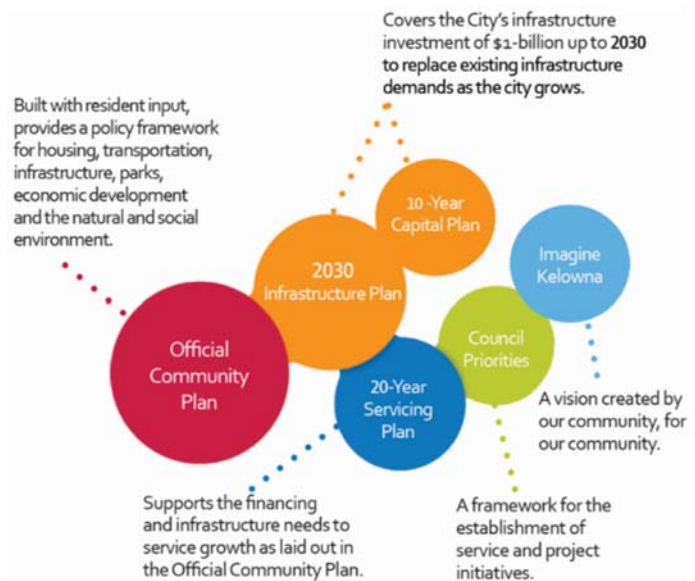 Covers the City's infrastructure
investment of $1-billion up to 2030
to replace existing infrastructure
demands as the city grows.
Built with resident input,
provides a policy framework
for housing, transportation,
infrastructure, parks,
economic development
and the natural and social
environment.
10 -Year
Capital Plan
2030
Infrastructure Plan
Imagine
Kelowna
Official
Community
Plan
Council
Priorities
20-Year
Servicing
Plan
A vision created by
our community, for
our community.
Supports the financing
and infrastructure needs to
service growth as laid out in
the Official Community Plan.
A framework for the
establishment of
service and project
initiatives.